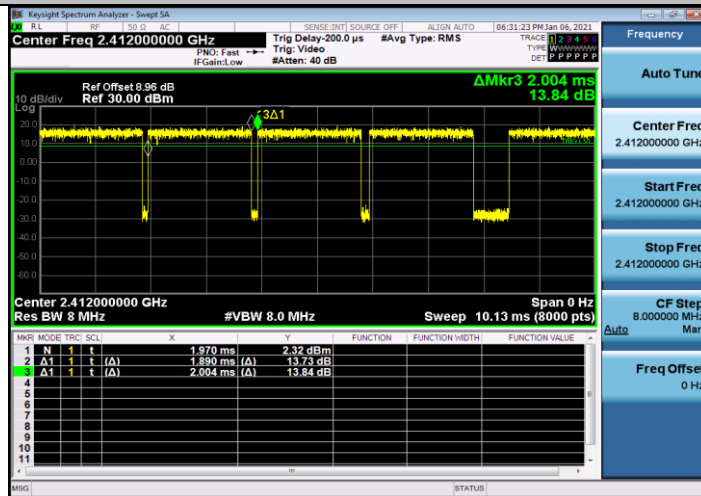 Keysight Spectrum Analyzer - Swept SA
RL RF 50 Ω AC SENSE:INT SOURCE OFF ALIGN AUTO 06:31:23 PM Jan 06, 2021
Center Freq 2.412000000 GHz
PNO: Fast
IFGain:Low
Trig Delay-200.0 µs
Trig: Video
#Atten: 40 dB
#Avg Type: RMS
TRACE 1 2 3 4 5 6
TYPE WWWWWW
DET P P P P P P
Ref Offset 8.96 dB
10 dB/div Ref 30.00 dBm
Log
ΔMkr3 2.004 ms
13.84 dB
3Δ1
20.0
10.0
0.00
-10.0
-20.0
-30.0
-40.0
-50.0
-60.0
Center 2.412000000 GHz Span 0 Hz
Res BW 8 MHz #VBW 8.0 MHz Sweep 10.13 ms (8000 pts)
MKR MODE TRC SCL X Y FUNCTION FUNCTION WIDTH FUNCTION VALUE
1 N 1 t 1.970 ms 2.32 dBm
2 Δ1 1 t (Δ) 1.890 ms (Δ) 13.73 dB
3 Δ1 1 t (Δ) 2.004 ms (Δ) 13.84 dB
4
5
6
7
8
9
10
11
MSG STATUS
Frequency
Auto Tune
Center Freq
2.412000000 GHz
Start Freq
2.412000000 GHz
Stop Freq
2.412000000 GHz
CF Step
8.000000 MHz
Auto Man
Freq Offset
0 Hz